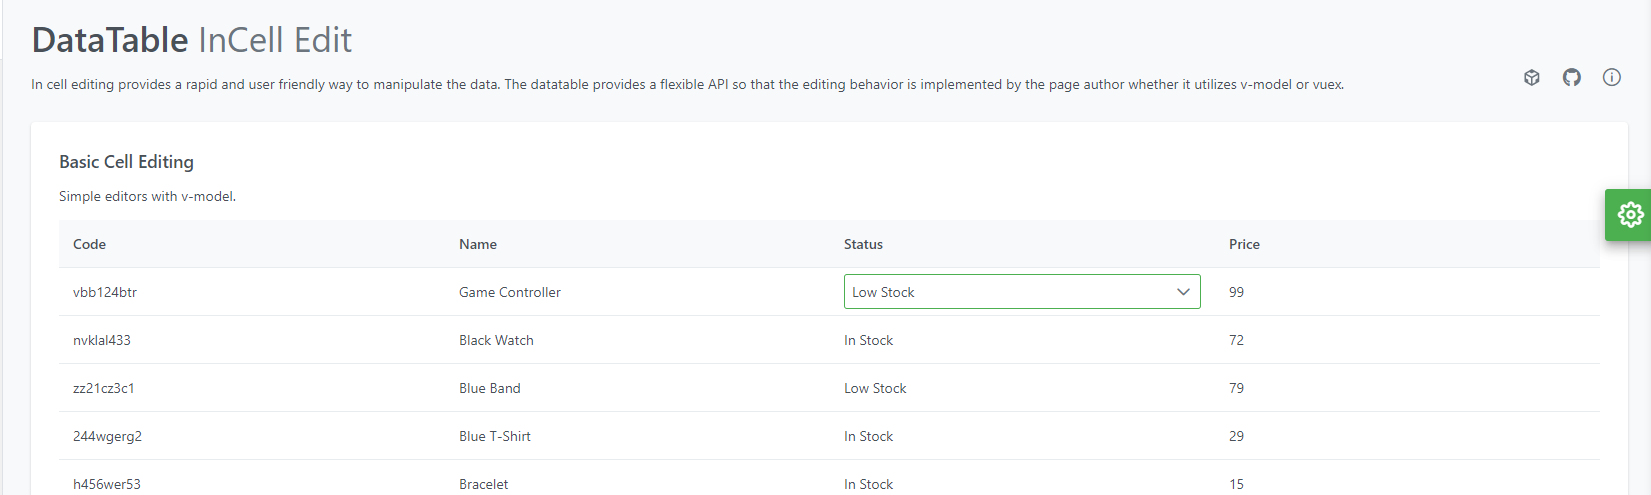 DataTable InCell Edit
In cell editing provides a rapid and user friendly way to manipulate the data. The datatable provides a flexible API so that the editing behavior is implemented by the page author whether it utilizes v-model or vuex.
Basic Cell Editing
Simple editors with v-model.
Code Name Status Price
vbb124btr Game Controller Low Stock 99
nvklal433 Black Watch In Stock 72
zz21cz3c1 Blue Band Low Stock 79
244wgerg2 Blue T-Shirt In Stock 29
h456wer53 Bracelet In Stock 15